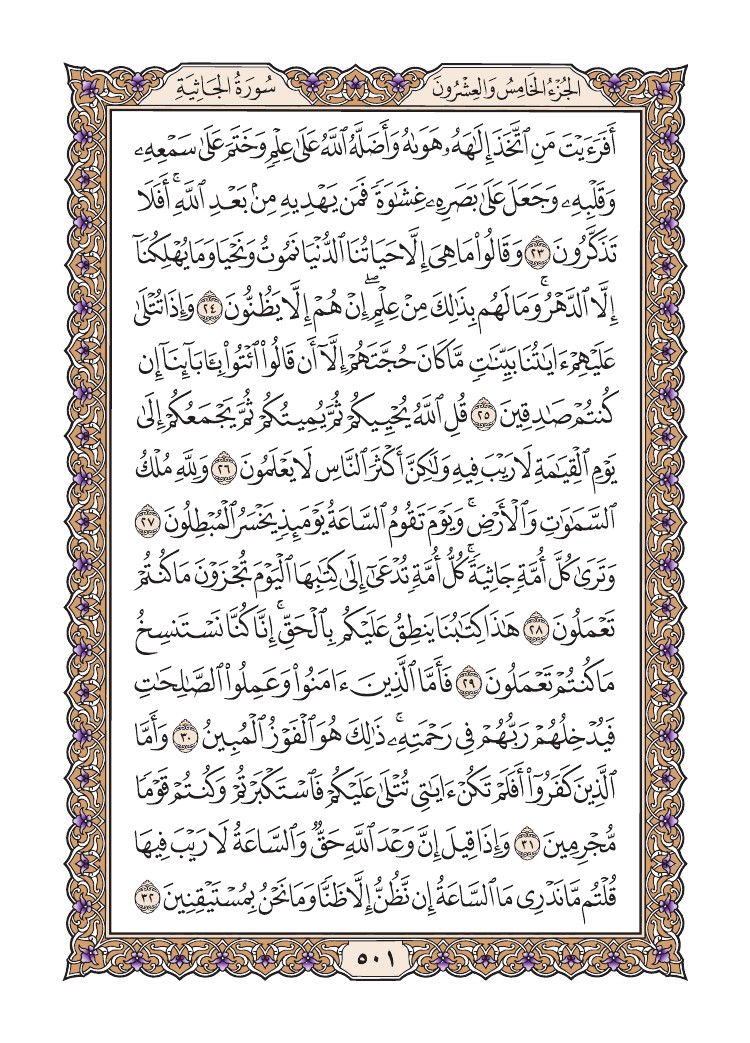 الجُزْءُ الخَامِسُ وَالعِشْرُونَ
سُورَةُ الجَاثِيَةِ
أَفَرَءَيْتَ مَنِ ٱتَّخَذَ إِلَٰهَهُۥ هَوَىٰهُ وَأَضَلَّهُ ٱللَّهُ عَلَىٰ عِلْمٖ وَخَتَمَ عَلَىٰ سَمْعِهِۦ
وَقَلْبِهِۦ وَجَعَلَ عَلَىٰ بَصَرِهِۦ غِشَٰوَةٗ فَمَن يَهْدِيهِ مِنۢ بَعْدِ ٱللَّهِۚ أَفَلَا
تَذَكَّرُونَ ٢٣ وَقَالُواْ مَا هِيَ إِلَّا حَيَاتُنَا ٱلدُّنْيَا نَمُوتُ وَنَحْيَا وَمَا يُهْلِكُنَآ
إِلَّا ٱلدَّهْرُۚ وَمَا لَهُم بِذَٰلِكَ مِنْ عِلْمٍۖ إِنْ هُمْ إِلَّا يَظُنُّونَ ٢٤ وَإِذَا تُتْلَىٰ
عَلَيْهِمْ ءَايَٰتُنَا بَيِّنَٰتٖ مَّا كَانَ حُجَّتَهُمْ إِلَّآ أَن قَالُواْ ٱئْتُواْ بِـَٔابَآئِنَآ إِن
كُنتُمْ صَٰدِقِينَ ٢٥ قُلِ ٱللَّهُ يُحْيِيكُمْ ثُمَّ يُمِيتُكُمْ ثُمَّ يَجْمَعُكُمْ إِلَىٰ
يَوْمِ ٱلْقِيَٰمَةِ لَا رَيْبَ فِيهِ وَلَٰكِنَّ أَكْثَرَ ٱلنَّاسِ لَا يَعْلَمُونَ ٢٦ وَلِلَّهِ مُلْكُ
ٱلسَّمَٰوَٰتِ وَٱلْأَرْضِۚ وَيَوْمَ تَقُومُ ٱلسَّاعَةُ يَوْمَئِذٖ يَخْسَرُ ٱلْمُبْطِلُونَ ٢٧
وَتَرَىٰ كُلَّ أُمَّةٖ جَاثِيَةٗۚ كُلُّ أُمَّةٖ تُدْعَىٰٓ إِلَىٰ كِتَٰبِهَا ٱلْيَوْمَ تُجْزَوْنَ مَا كُنتُمْ
تَعْمَلُونَ ٢٨ هَٰذَا كِتَٰبُنَا يَنطِقُ عَلَيْكُم بِٱلْحَقِّۚ إِنَّا كُنَّا نَسْتَنسِخُ
مَا كُنتُمْ تَعْمَلُونَ ٢٩ فَأَمَّا ٱلَّذِينَ ءَامَنُواْ وَعَمِلُواْ ٱلصَّٰلِحَٰتِ
فَيُدْخِلُهُمْ رَبُّهُمْ فِي رَحْمَتِهِۦۚ ذَٰلِكَ هُوَ ٱلْفَوْزُ ٱلْمُبِينُ ٣٠ وَأَمَّا
ٱلَّذِينَ كَفَرُوٓاْ أَفَلَمْ تَكُنْ ءَايَٰتِي تُتْلَىٰ عَلَيْكُمْ فَٱسْتَكْبَرْتُمْ وَكُنتُمْ قَوْمٗا
مُّجْرِمِينَ ٣١ وَإِذَا قِيلَ إِنَّ وَعْدَ ٱللَّهِ حَقّٞ وَٱلسَّاعَةُ لَا رَيْبَ فِيهَا
قُلْتُم مَّا نَدْرِي مَا ٱلسَّاعَةُ إِن نَّظُنُّ إِلَّا ظَنّٗا وَمَا نَحْنُ بِمُسْتَيْقِنِينَ ٣٢
٥٠١